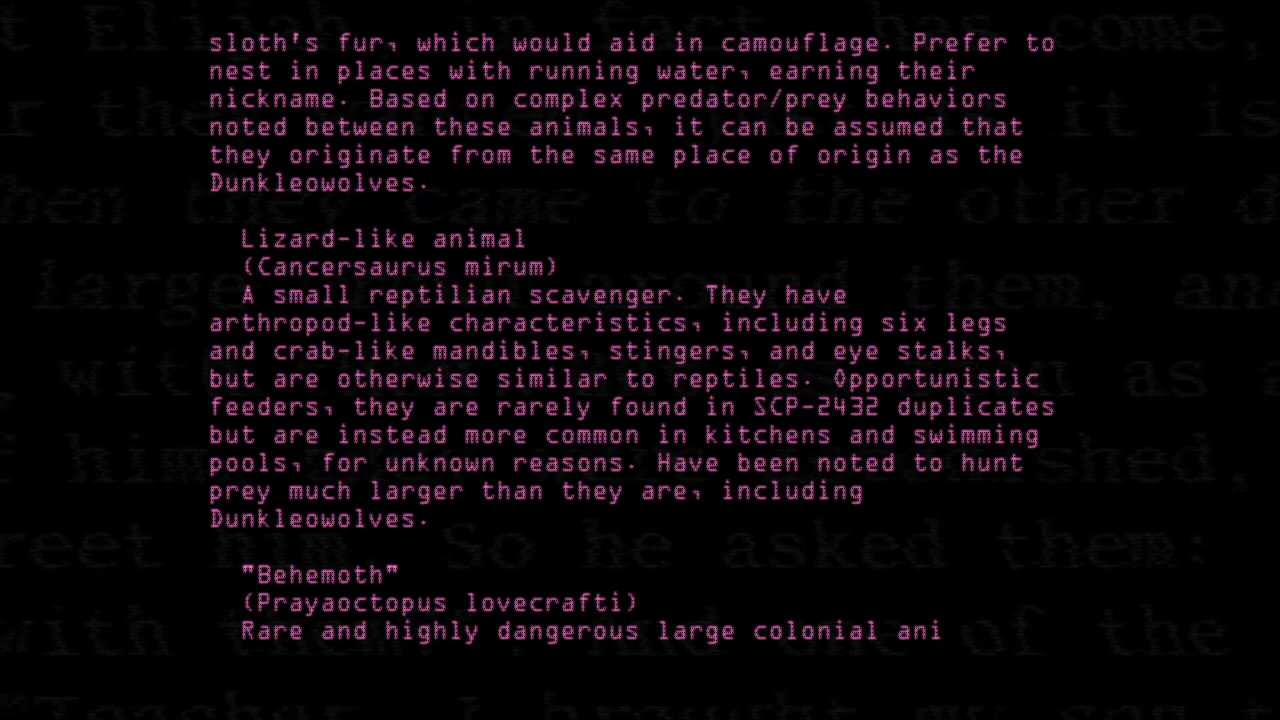 sloth's fur, which would aid in camouflage. Prefer to
nest in places with running water, earning their
nickname. Based on complex predator/prey behaviors
noted between these animals, it can be assumed that
they originate from the same place of origin as the
Dunkleowolves.
Lizard-like animal
(Cancersaurus mirum)
A small reptilian scavenger. They have
arthropod-like characteristics, including six legs
and crab-like mandibles, stingers, and eye stalks,
but are otherwise similar to reptiles. Opportunistic
feeders, they are rarely found in SCP-2432 duplicates
but are instead more common in kitchens and swimming
pools, for unknown reasons. Have been noted to hunt
prey much larger than they are, including
Dunkleowolves.
"Behemoth"
(Prayaoctopus lovecrafti)
Rare and highly dangerous large colonial ani